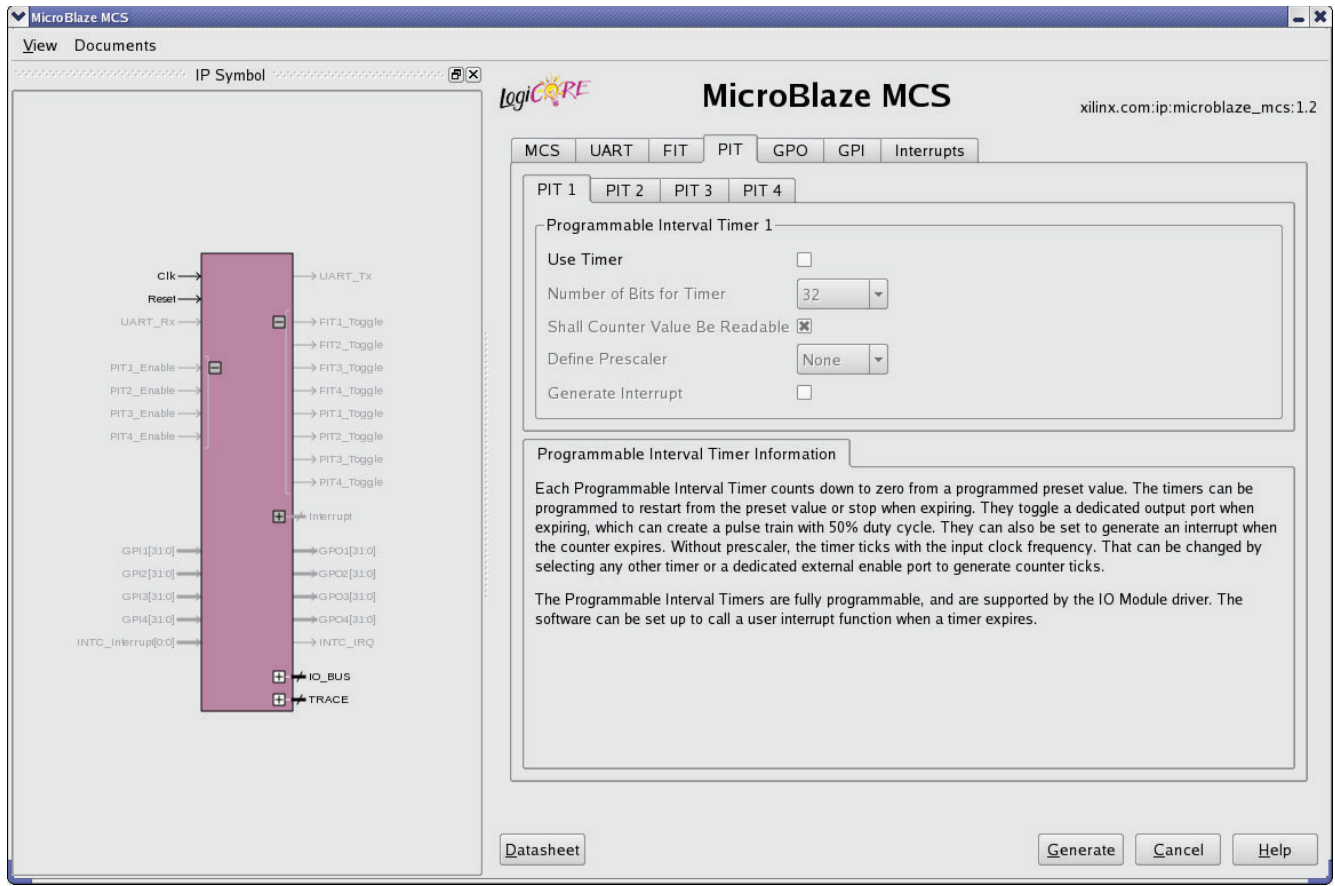 MicroBlaze MCS
View Documents
IP Symbol
Clk
Reset
UART_Rx
PIT1_Enable
PIT2_Enable
PIT3_Enable
PIT4_Enable
GPI1[31:0]
GPI2[31:0]
GPI3[31:0]
GPI4[31:0]
INTC_Interrupt[0:0]
UART_Tx
FIT1_Toggle
FIT2_Toggle
FIT3_Toggle
FIT4_Toggle
PIT1_Toggle
PIT2_Toggle
PIT3_Toggle
PIT4_Toggle
Interrupt
GPO1[31:0]
GPO2[31:0]
GPO3[31:0]
GPO4[31:0]
INTC_IRQ
IO_BUS
TRACE
LogiCORE
MicroBlaze MCS
xilinx.com:ip:microblaze_mcs:1.2
MCS UART FIT PIT GPO GPI Interrupts
PIT 1 PIT 2 PIT 3 PIT 4
Programmable Interval Timer 1
Use Timer
Number of Bits for Timer 32
Shall Counter Value Be Readable
Define Prescaler None
Generate Interrupt
Programmable Interval Timer Information
Each Programmable Interval Timer counts down to zero from a programmed preset value. The timers can be
programmed to restart from the preset value or stop when expiring. They toggle a dedicated output port when
expiring, which can create a pulse train with 50% duty cycle. They can also be set to generate an interrupt when
the counter expires. Without prescaler, the timer ticks with the input clock frequency. That can be changed by
selecting any other timer or a dedicated external enable port to generate counter ticks.
The Programmable Interval Timers are fully programmable, and are supported by the IO Module driver. The
software can be set up to call a user interrupt function when a timer expires.
Datasheet Generate Cancel Help